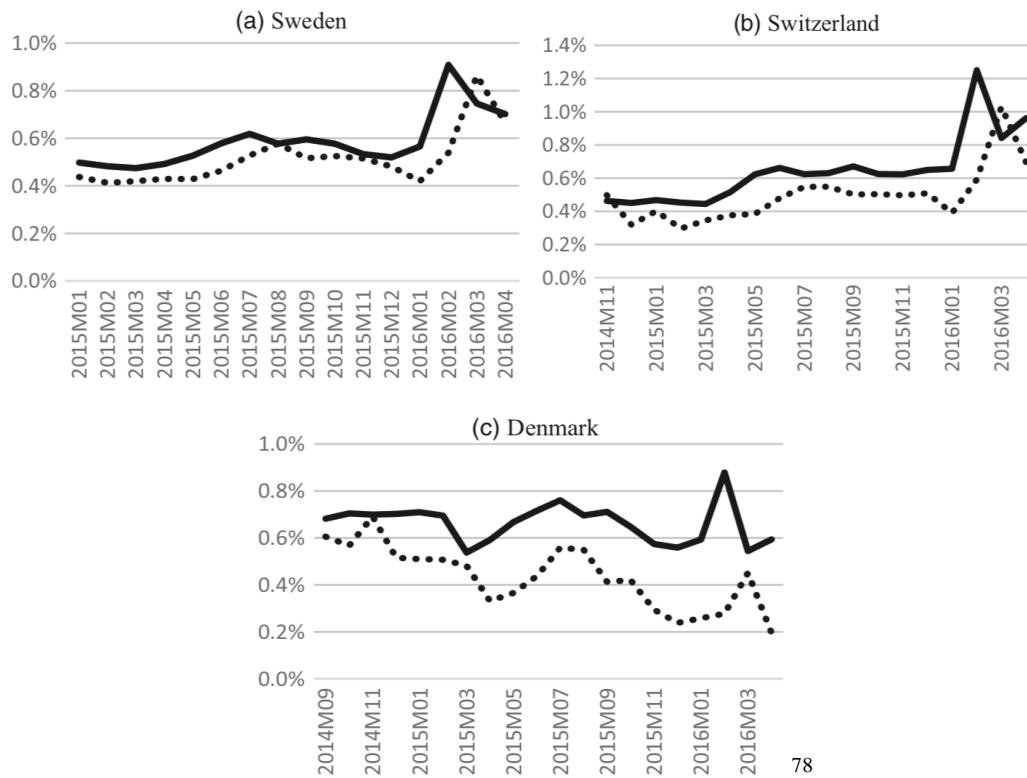 (a) Sweden
1.0%
0.8%
0.6%
0.4%
0.2%
0.0%
2015M01
2015M02
2015M03
2015M04
2015M05
2015M06
2015M07
2015M08
2015M09
2015M10
2015M11
2015M12
2016M01
2016M02
2016M03
2016M04
(b) Switzerland
1.4%
1.2%
1.0%
0.8%
0.6%
0.4%
0.2%
0.0%
2014M11
2015M01
2015M03
2015M05
2015M07
2015M09
2015M11
2016M01
2016M03
(c) Denmark
1.0%
0.8%
0.6%
0.4%
0.2%
0.0%
2014M09
2014M11
2015M01
2015M03
2015M05
2015M07
2015M09
2015M11
2016M01
2016M03
78